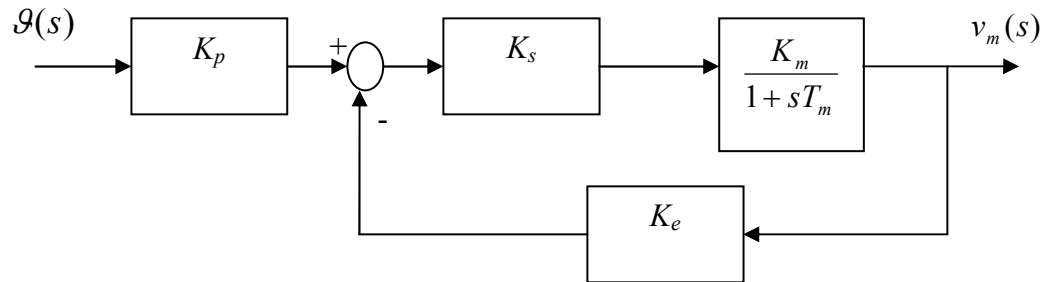 ϑ(s)
K_p
+
-
K_s
K_m
1 + sT_m
v_m(s)
K_e